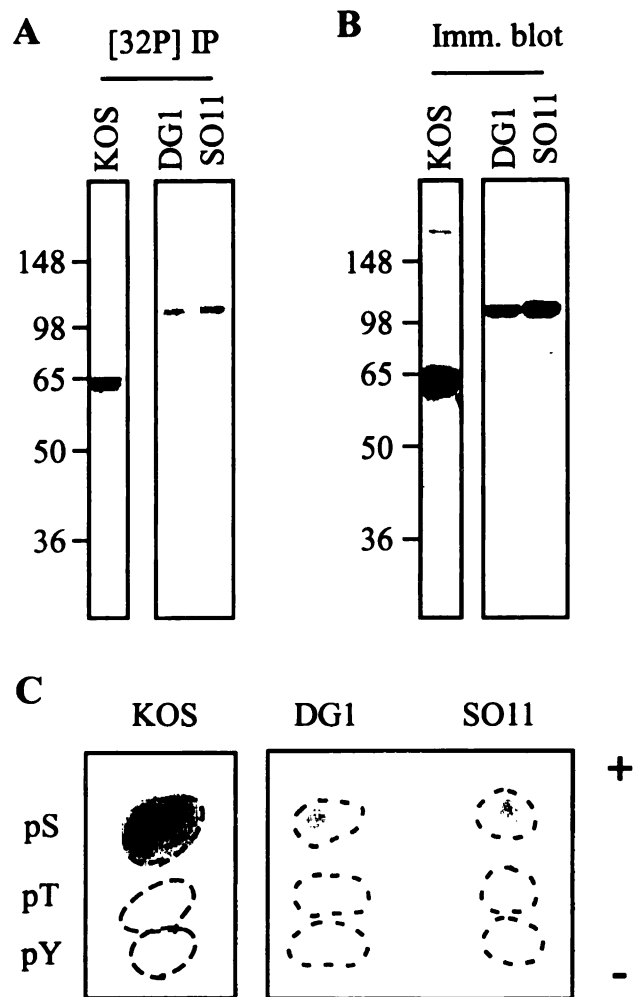 A
[32P] IP
KOS
DG1
SO11
148
98
65
50
36
B
Imm. blot
KOS
DG1
SO11
148
98
65
50
36
C
KOS
DG1
SO11
pS
pT
pY
+
-